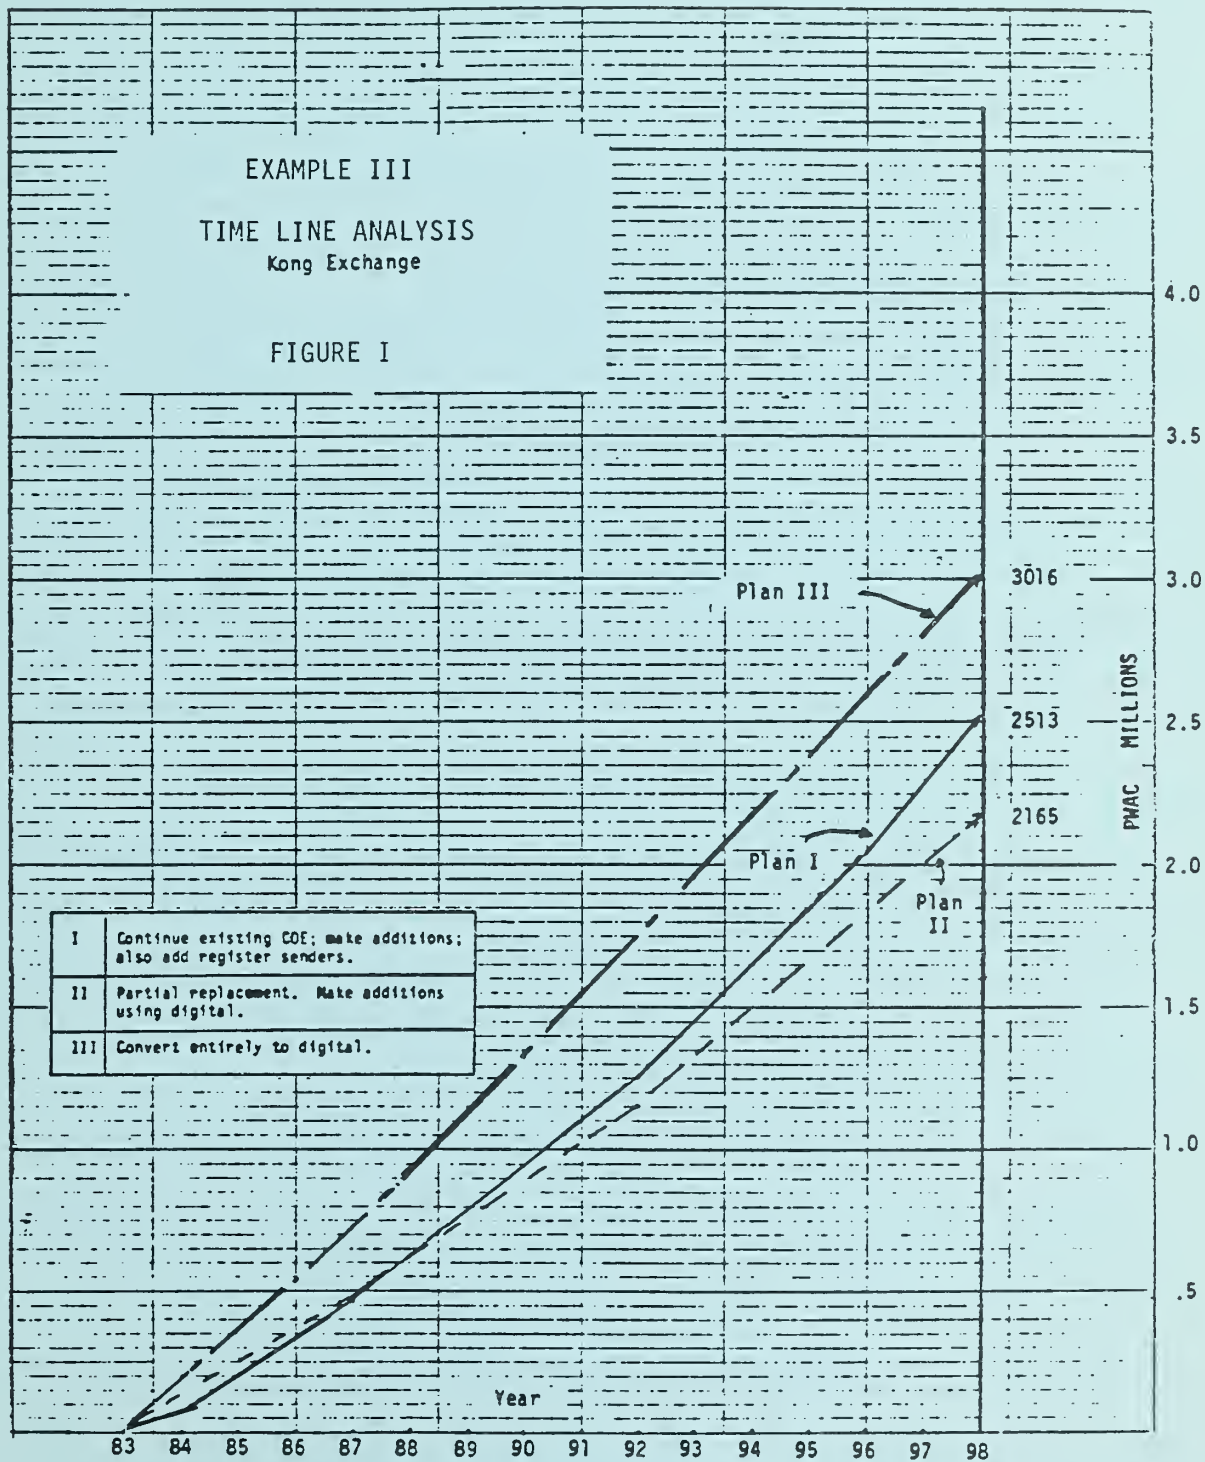 EXAMPLE III
TIME LINE ANALYSIS
Kong Exchange
FIGURE I
4.0
3.5
3.0
2.5
2.0
1.5
1.0
.5
PWAC MILLIONS
3016
2513
2165
Plan III
Plan I
Plan
II
I Continue existing COE; make additions;
also add register senders.
II Partial replacement. Make additions
using digital.
III Convert entirely to digital.
Year
83 84 85 86 87 88 89 90 91 92 93 94 95 96 97 98